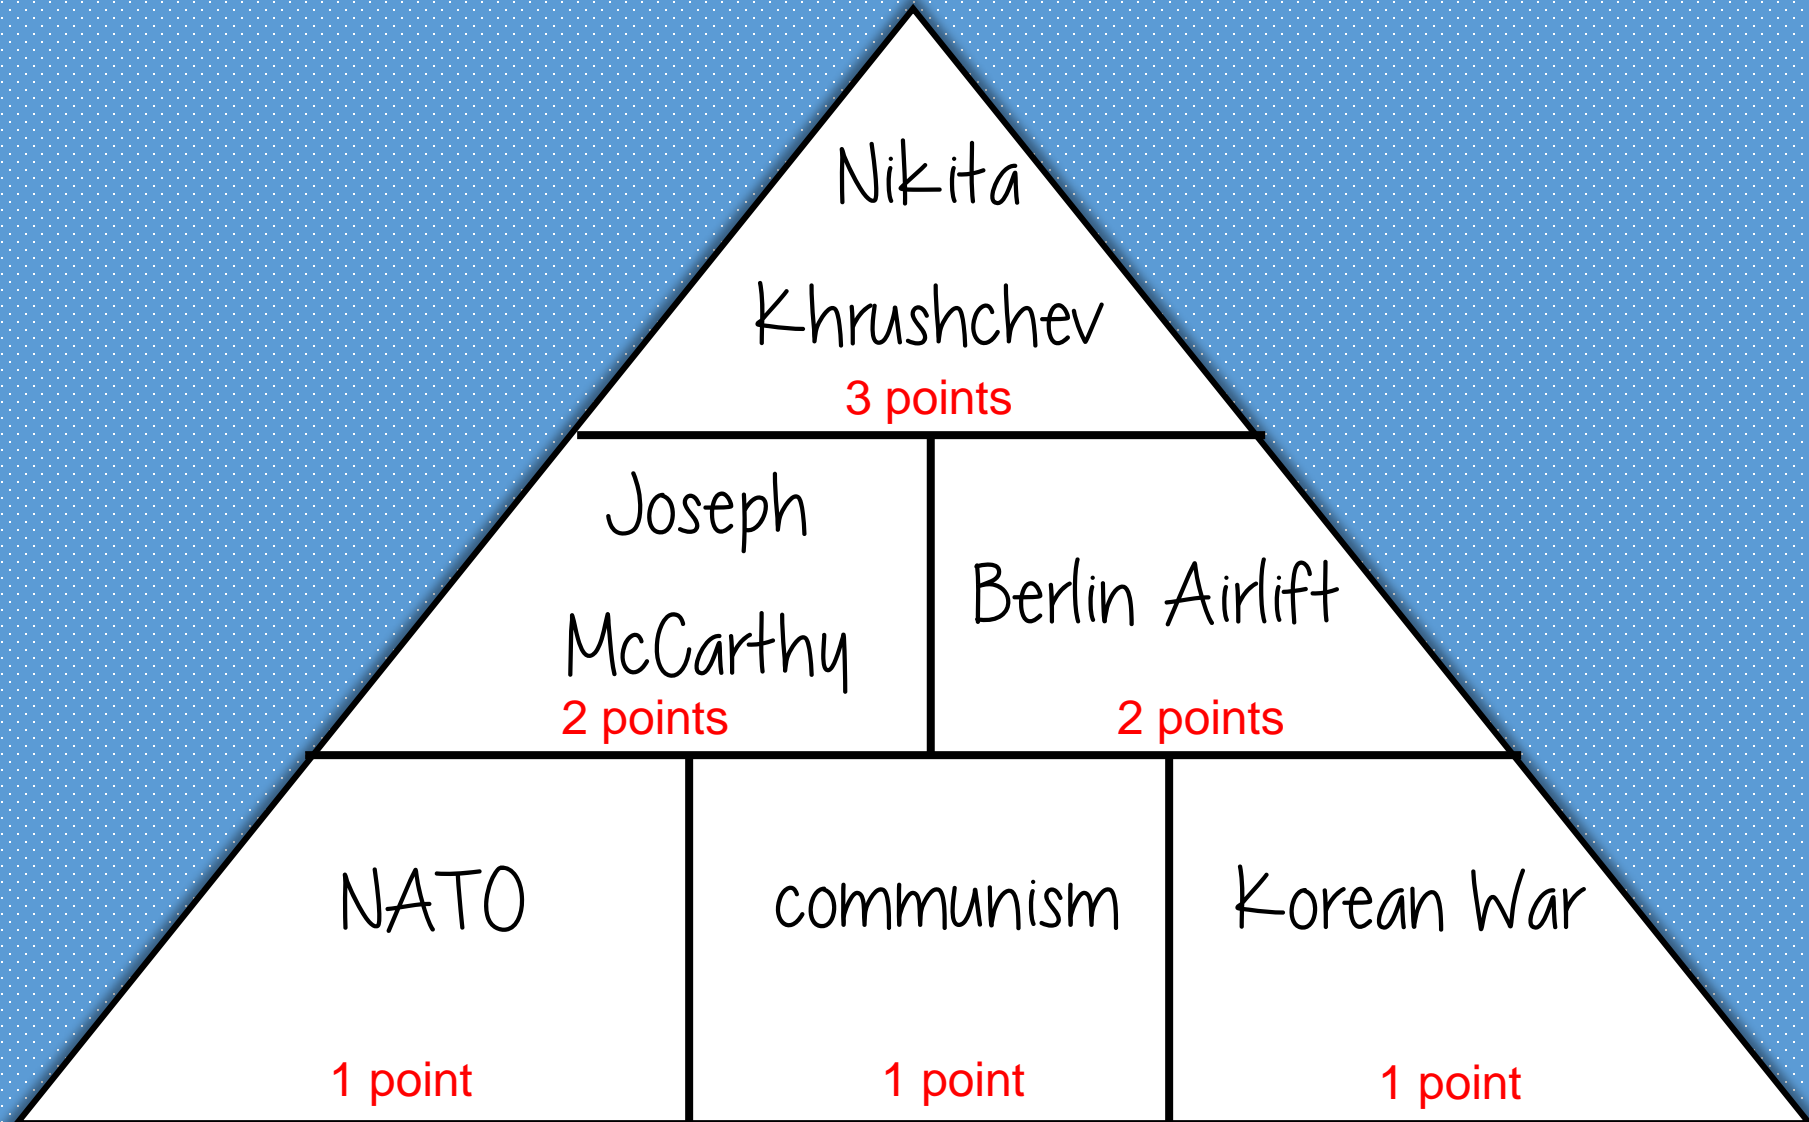 Nikita
Khrushchev
3 points
Joseph
McCarthy
2 points
Berlin Airlift
2 points
NATO
1 point
communism
1 point
Korean War
1 point